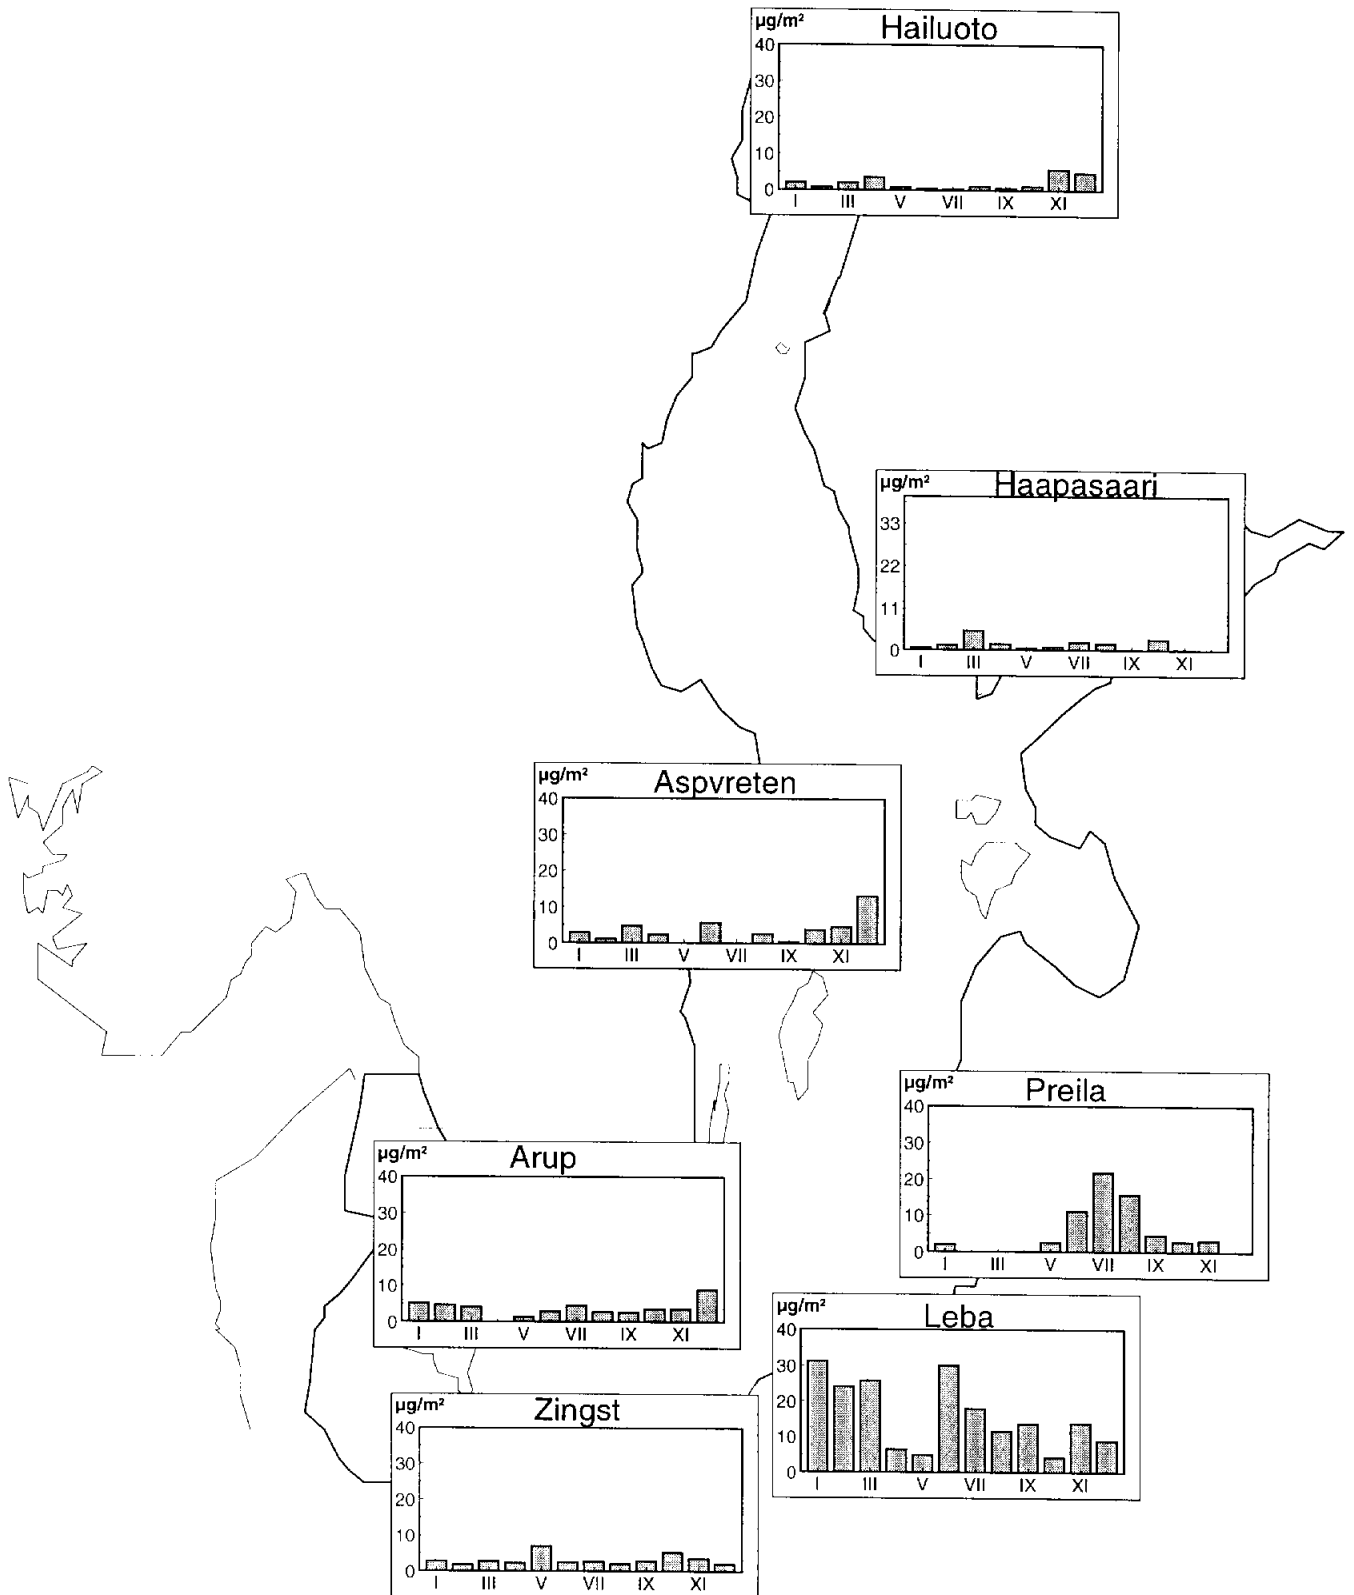 µg/m²
Hailuoto
40
30
20
10
0
I III V VII IX XI
µg/m²
Haapasaari
33
22
11
0
I III V VII IX XI
µg/m²
Aspvreten
40
30
20
10
0
I III V VII IX XI
µg/m²
Preila
40
30
20
10
0
I III V VII IX XI
µg/m²
Arup
40
30
20
10
0
I III V VII IX XI
µg/m²
Leba
40
30
20
10
0
I III V VII IX XI
µg/m²
Zingst
40
30
20
10
0
I III V VII IX XI